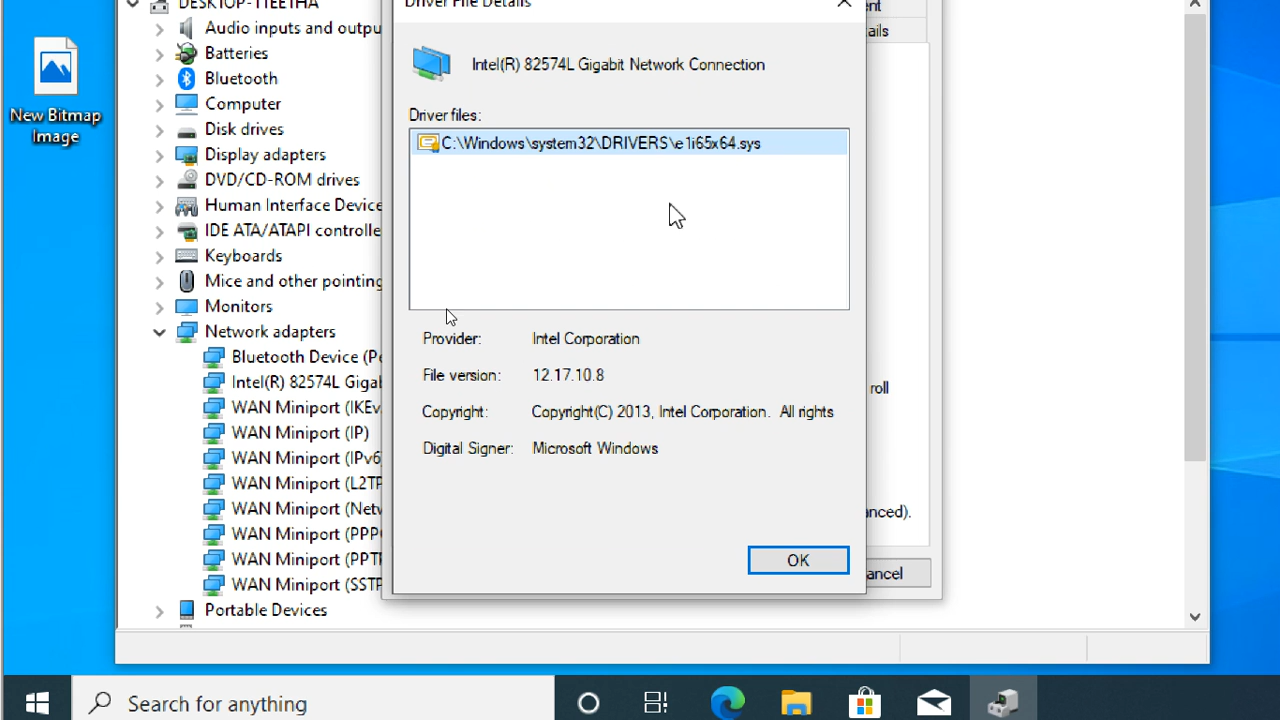 New Bitmap
Image
DESKTOP-TTEETHA
Audio inputs and outpu
Batteries
Bluetooth
Computer
Disk drives
Display adapters
DVD/CD-ROM drives
Human Interface Device
IDE ATA/ATAPI controlle
Keyboards
Mice and other pointing
Monitors
Network adapters
Bluetooth Device (Pe
Intel(R) 82574L Gigab
WAN Miniport (IKEv
WAN Miniport (IP)
WAN Miniport (IPv6
WAN Miniport (L2TP
WAN Miniport (Netw
WAN Miniport (PPPO
WAN Miniport (PPTP
WAN Miniport (SSTP
Portable Devices
Driver File Details
Intel(R) 82574L Gigabit Network Connection
Driver files:
C:\Windows\system32\DRIVERS\e1i65x64.sys
Provider: Intel Corporation
File version: 12.17.10.8
Copyright: Copyright(C) 2013, Intel Corporation. All rights
Digital Signer: Microsoft Windows
OK
ent
ails
roll
anced).
ancel
Search for anything